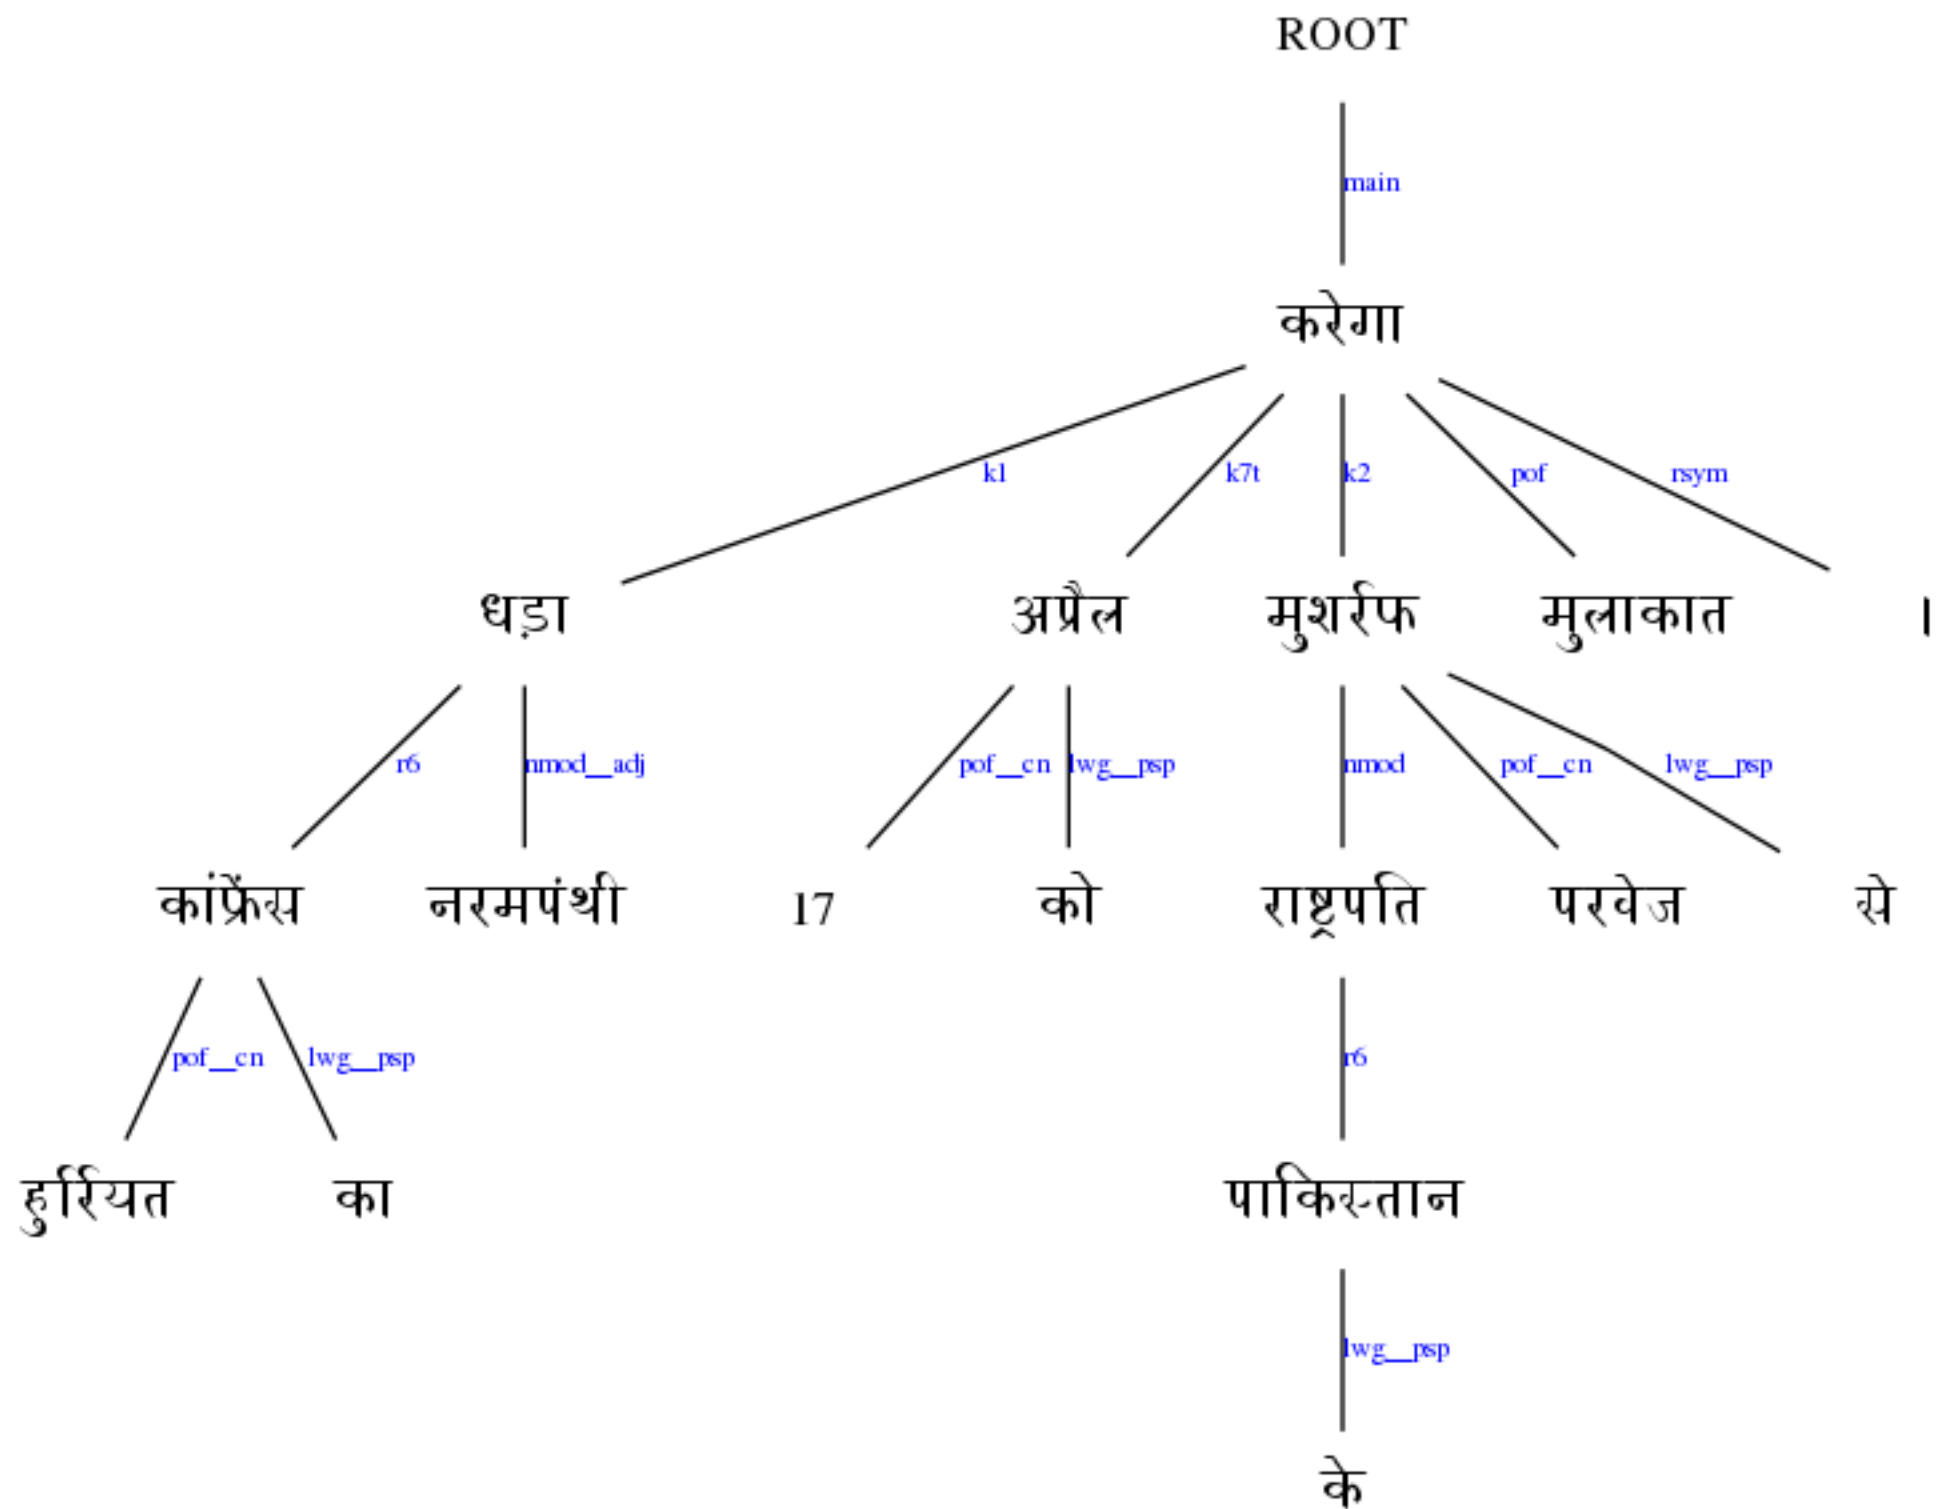 ROOT
main
करेगा
k1 k7t k2 pof rsym
धड़ा अप्रैल मुशर्रफ मुलाकात ।
r6 nmod__adj pof__cn lwg__psp nmod pof__cn lwg__psp
कांफ्रेंस नरमपंथी 17 को राष्ट्रपति परवेज से
pof__cn lwg__psp r6
हुर्रियत का पाकिस्तान
lwg__psp
के